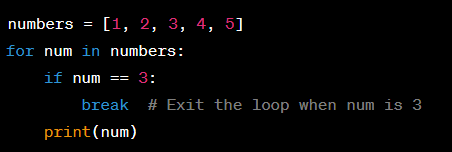 numbers = [1, 2, 3, 4, 5]
for num in numbers:
    if num == 3:
        break  # Exit the loop when num is 3
    print(num)